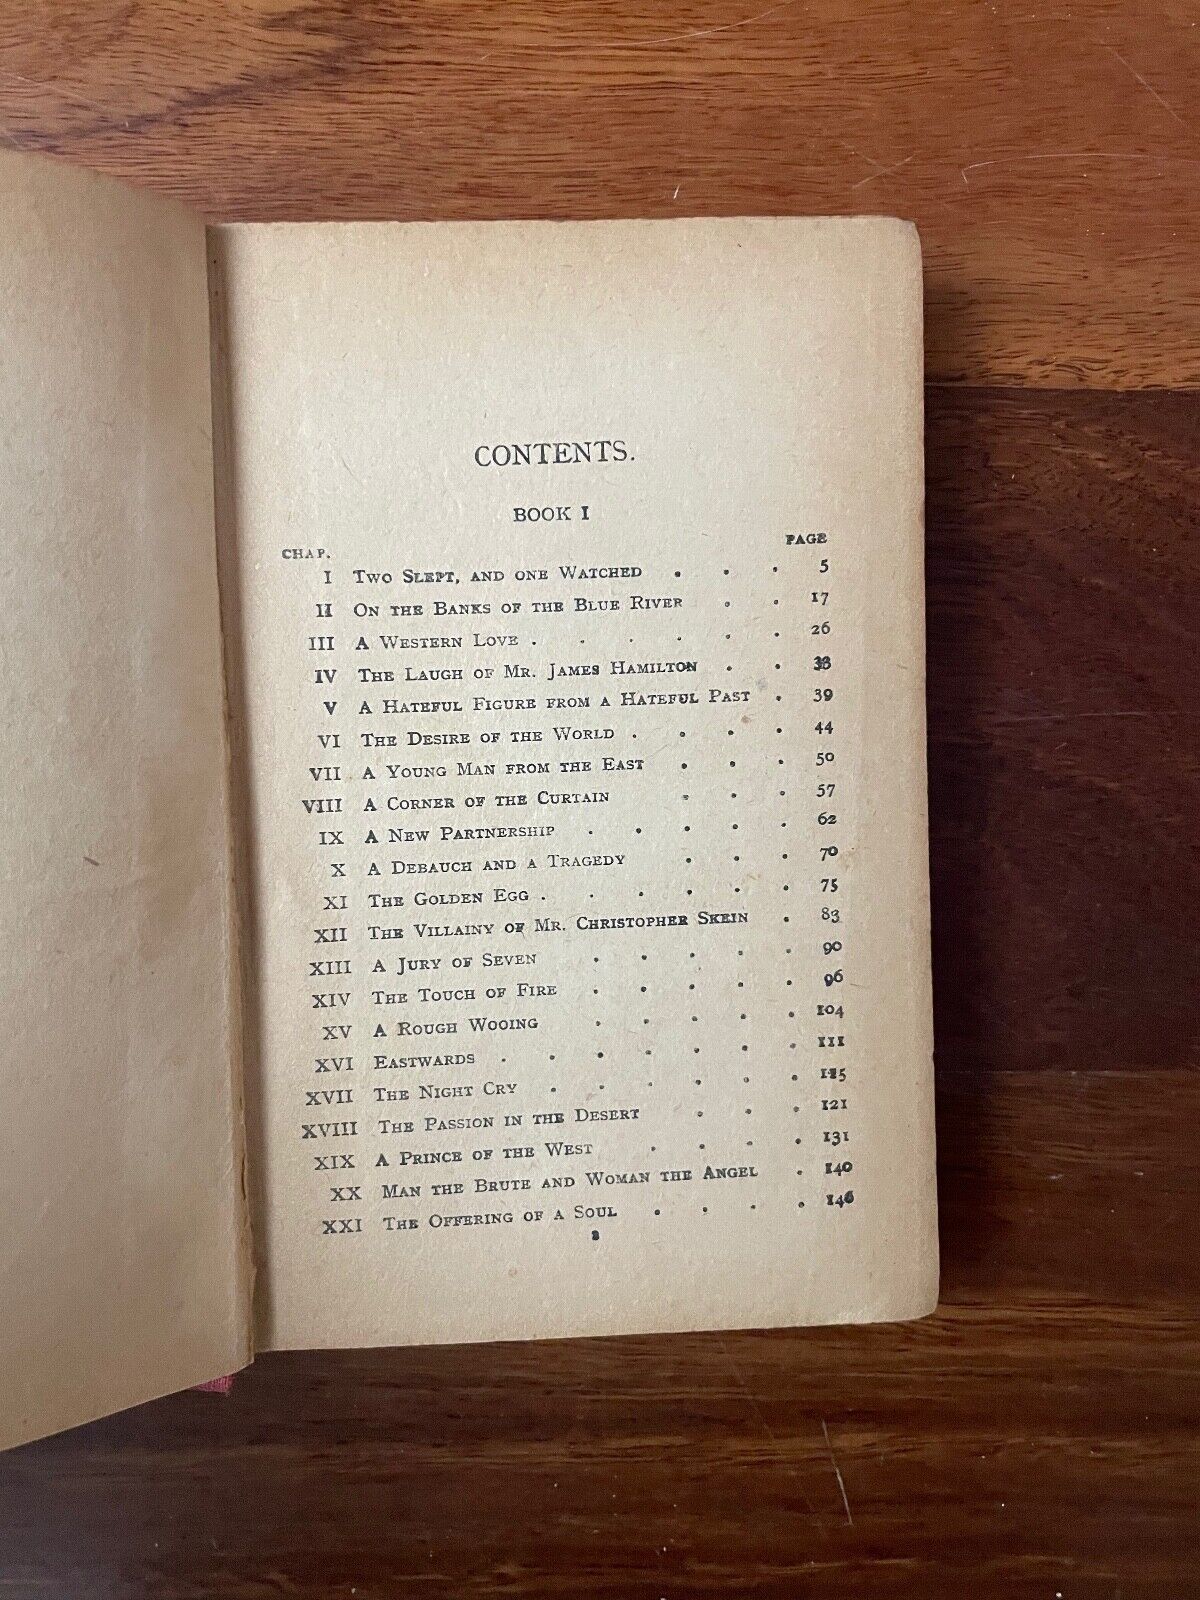 CONTENTS.
BOOK I
CHAP. PAGE
I Two Slept, and one Watched . . . 5
II On the Banks of the Blue River . . 17
III A Western Love . . . . . . 26
IV The Laugh of Mr. James Hamilton . . 33
V A Hateful Figure from a Hateful Past . 39
VI The Desire of the World . . . . 44
VII A Young Man from the East . . . 50
VIII A Corner of the Curtain . . . 57
IX A New Partnership . . . . . 62
X A Debauch and a Tragedy . . . 70
XI The Golden Egg . . . . . . 75
XII The Villainy of Mr. Christopher Skein . 83
XIII A Jury of Seven . . . . . 90
XIV The Touch of Fire . . . . . 96
XV A Rough Wooing . . . . . 104
XVI Eastwards . . . . . . . 111
XVII The Night Cry . . . . . . 115
XVIII The Passion in the Desert . . . 121
XIX A Prince of the West . . . . 131
XX Man the Brute and Woman the Angel . 140
XXI The Offering of a Soul . . . . 146